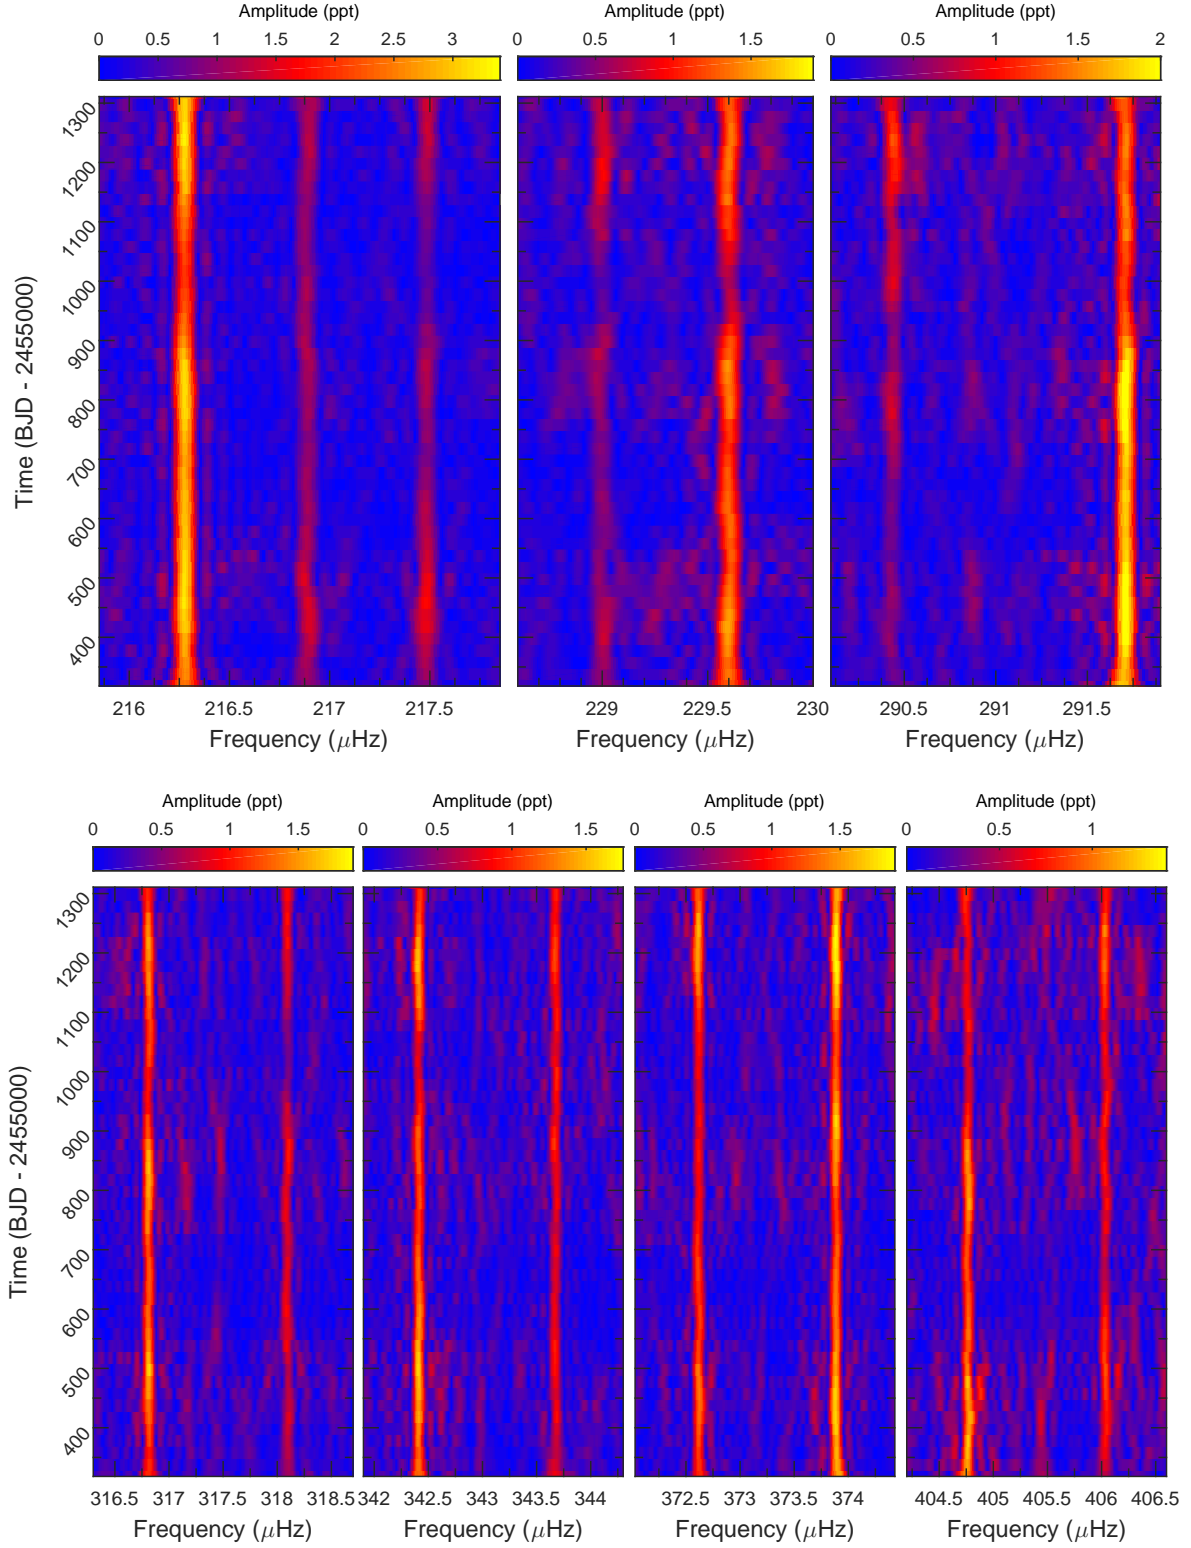 Amplitude (ppt) Amplitude (ppt) Amplitude (ppt)
0 0.5 1 1.5 2 2.5 3 0 0.5 1 1.5 0 0.5 1 1.5 2
1300
1200
1100
1000
900
800
700
600
500
400
Time (BJD - 2455000)
216 216.5 217 217.5 229 229.5 230 290.5 291 291.5
Frequency (μHz) Frequency (μHz) Frequency (μHz)
Amplitude (ppt) Amplitude (ppt) Amplitude (ppt) Amplitude (ppt)
0 0.5 1 1.5 0 0.5 1 1.5 0 0.5 1 1.5 0 0.5 1
1300
1200
1100
1000
900
800
700
600
500
400
Time (BJD - 2455000)
316.5 317 317.5 318 318.5 342 342.5 343 343.5 344 372.5 373 373.5 374 404.5 405 405.5 406 406.5
Frequency (μHz) Frequency (μHz) Frequency (μHz) Frequency (μHz)